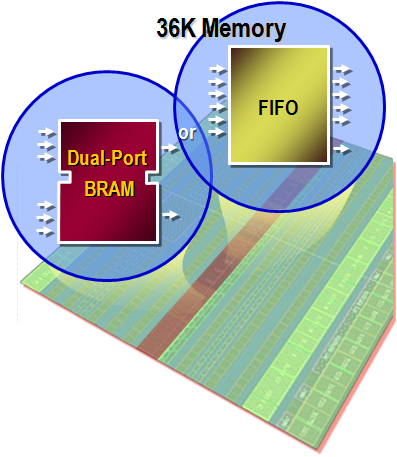 36K Memory
FIFO
or
Dual-Port
BRAM